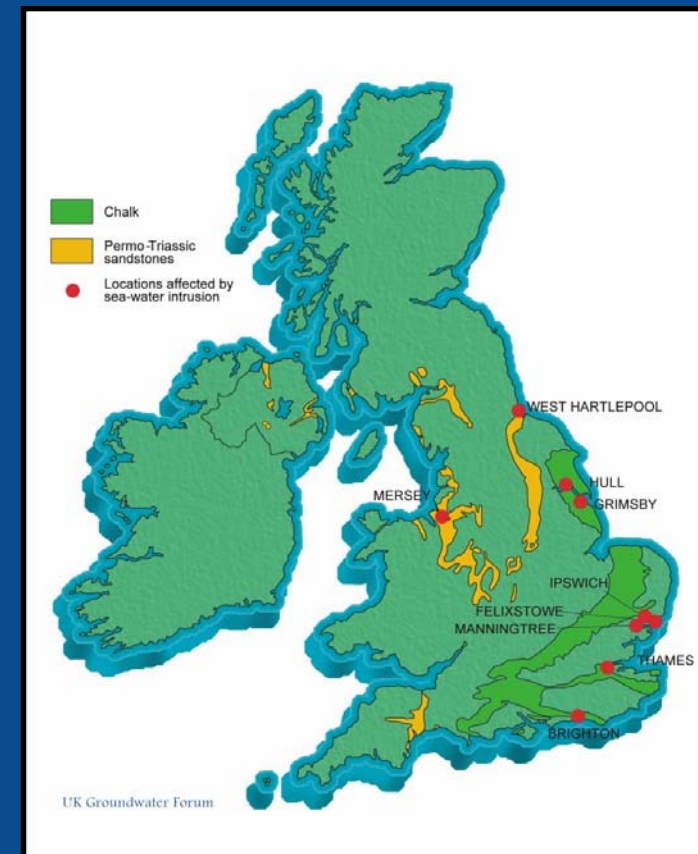 Chalk
Permo-Triassic
sandstones
Locations affected by
sea-water intrusion
WEST HARTLEPOOL
HULL
GRIMSBY
MERSEY
IPSWICH
FELIXSTOWE
MANNINGTREE
THAMES
BRIGHTON
UK Groundwater Forum